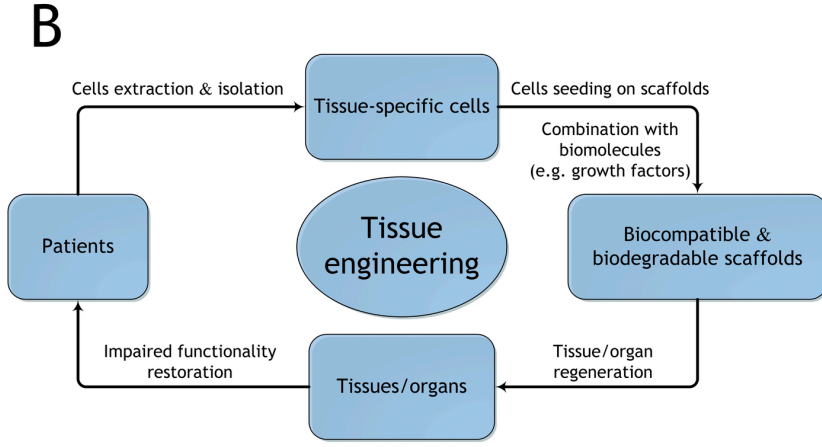 B
Cells extraction & isolation
Tissue-specific cells
Cells seeding on scaffolds
Combination with
biomolecules
(e.g. growth factors)
Patients
Tissue
engineering
Biocompatible &
biodegradable scaffolds
Impaired functionality
restoration
Tissues/organs
Tissue/organ
regeneration